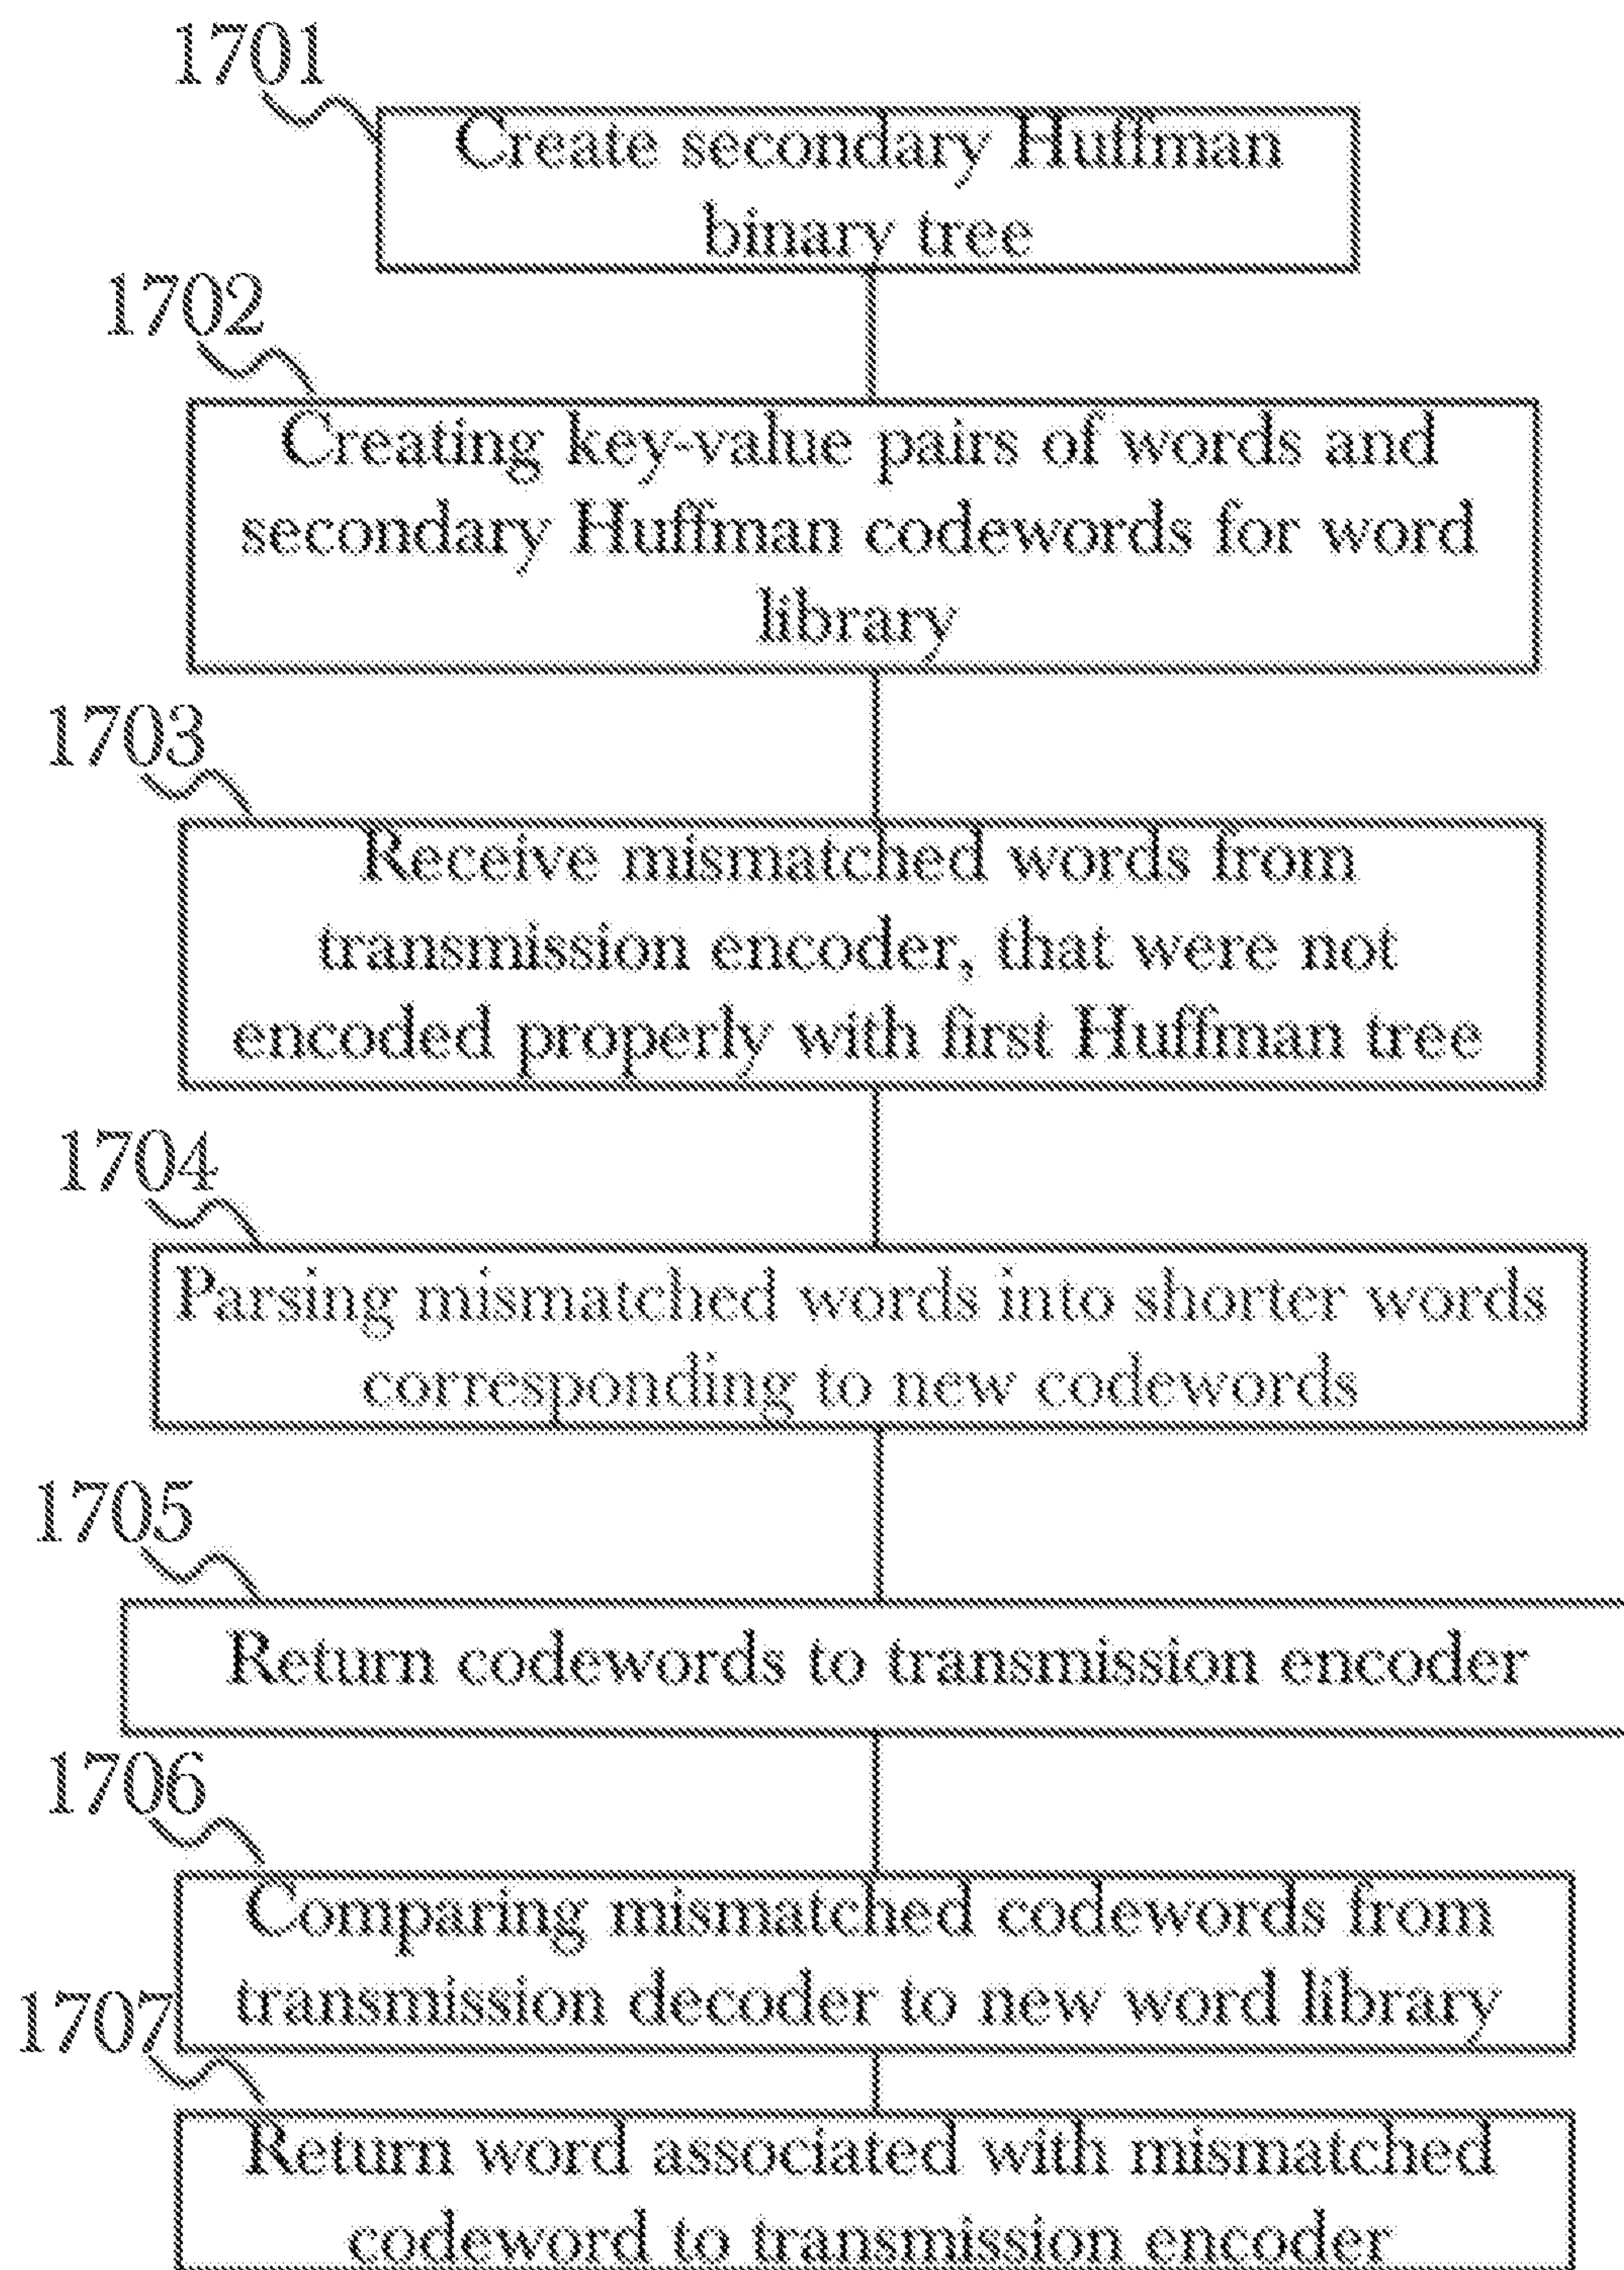 1701
Create secondary Huffman
binary tree
1702
Creating key-value pairs of words and
secondary Huffman codewords for word
library
1703
Receive mismatched words from
transmission encoder, that were not
encoded properly with first Huffman tree
1704
Parsing mismatched words into shorter words
corresponding to new codewords
1705
Return codewords to transmission encoder
1706
Comparing mismatched codewords from
transmission decoder to new word library
1707
Return word associated with mismatched
codeword to transmission encoder